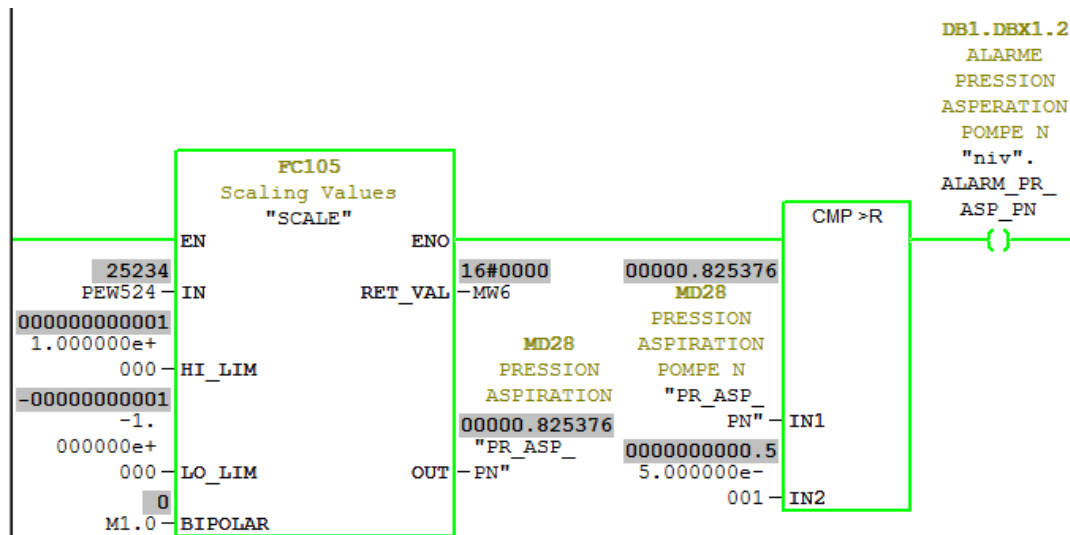 DB1.DBX1.2
ALARME
PRESSION
ASPERATION
POMPE N
"niv".
ALARM_PR_
ASP_PN
FC105
Scaling Values
"SCALE"
CMP >R
EN
ENO
25234
PEW524
IN
16#0000
RET_VAL
MW6
00000.825376
MD28
PRESSION
ASPIRATION
POMPE N
"PR_ASP_
PN"
IN1
000000000001
1.000000e+
000
HI_LIM
MD28
PRESSION
ASPIRATION
00000.825376
"PR_ASP_
PN"
OUT
-00000000001
-1.
000000e+
000
LO_LIM
0000000000.5
5.000000e-
001
IN2
0
M1.0
BIPOLAR
( )